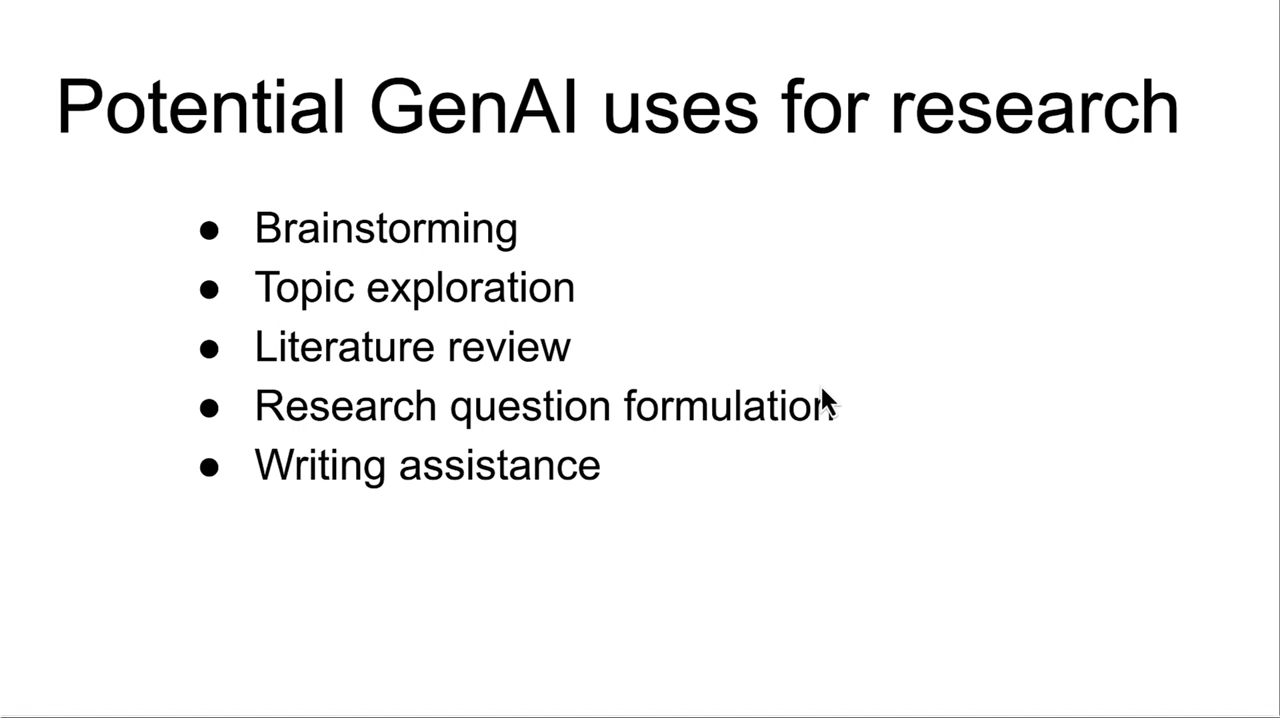 Potential GenAI uses for research
● Brainstorming
● Topic exploration
● Literature review
● Research question formulation
● Writing assistance